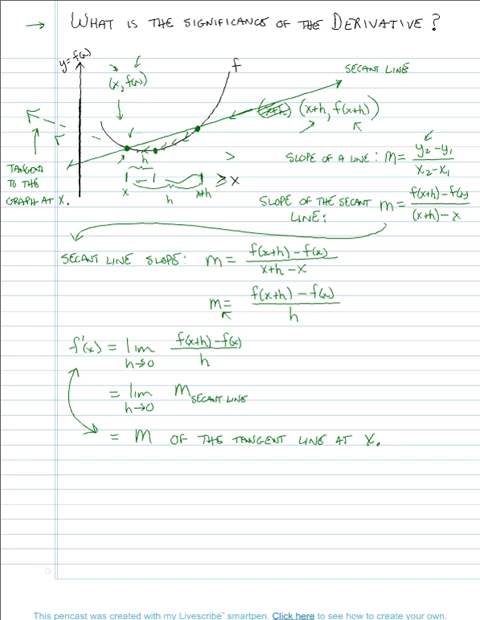 → WHAT IS THE SIGNIFICANCE OF THE DERIVATIVE?
y=f(x)
f
SECANT LINE
(x, f(x))
(x+h, f(x+h))
h
>
x
x+h
≥ x
h
TANGENT
TO THE
GRAPH AT X.
SLOPE OF A LINE: m = (y₂-y₁)/(x₂-x₁)
SLOPE OF THE SECANT LINE: m = (f(x+h)-f(x))/((x+h)-x)
SECANT LINE SLOPE: m = (f(x+h)-f(x))/(x+h-x)
m = (f(x+h)-f(x))/h
f'(x) = lim h→0 (f(x+h)-f(x))/h
= lim h→0 m SECANT LINE
= m OF THE TANGENT LINE AT X.
This pencast was created with my Livescribe™ smartpen. Click here to see how to create your own.